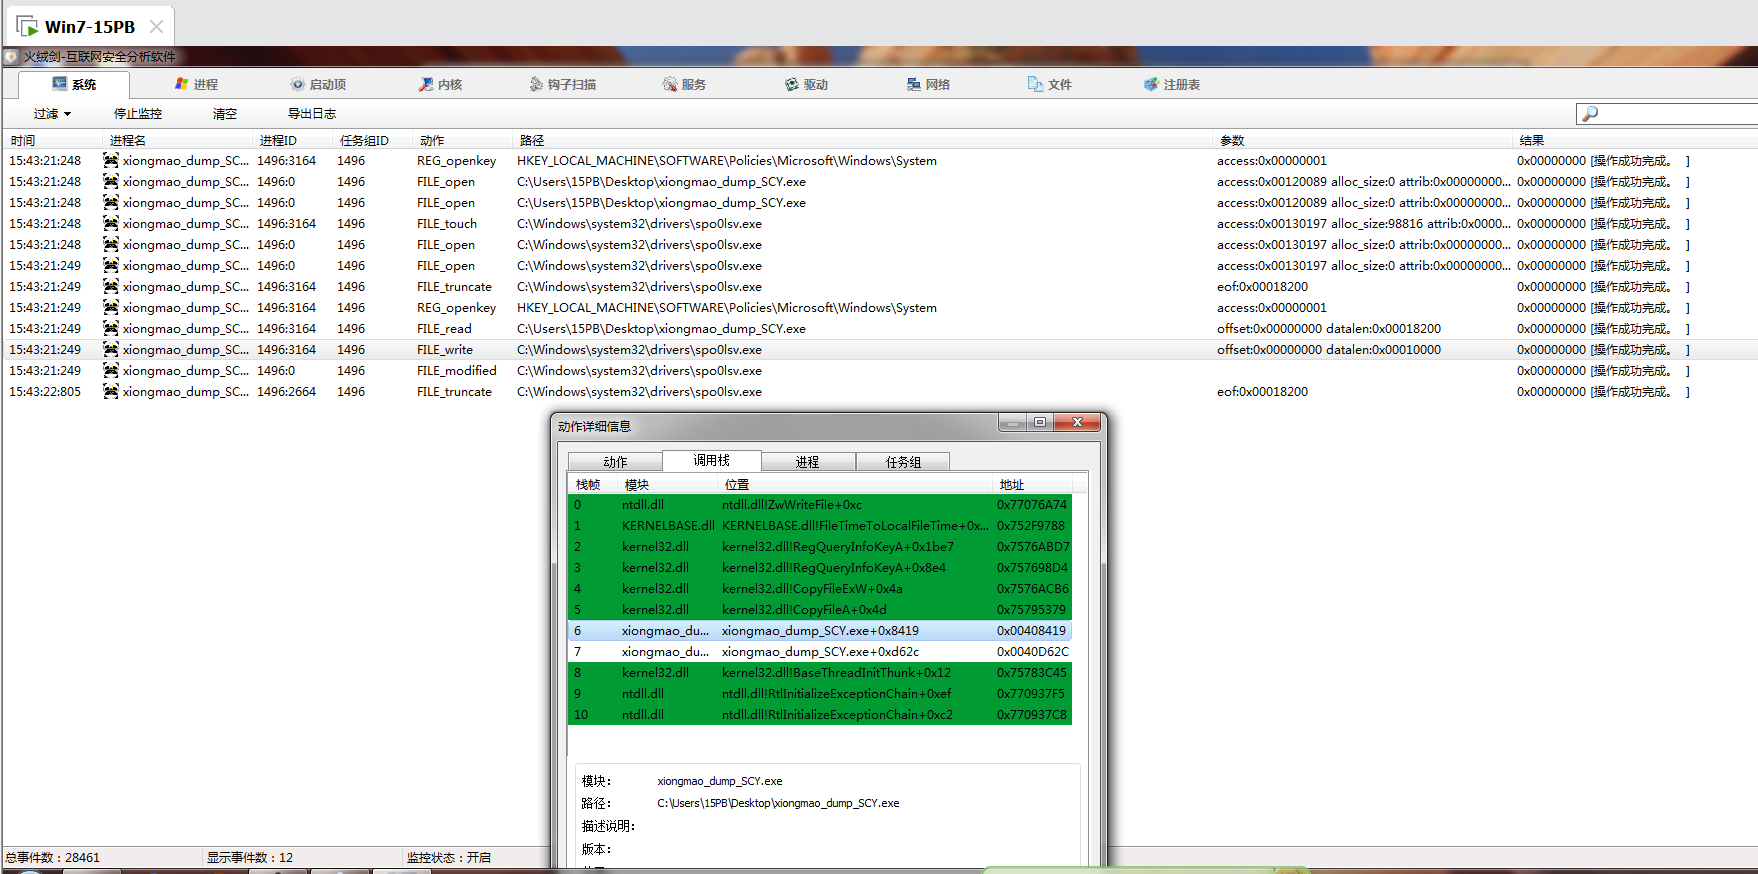 Win7-15PB
火绒剑-互联网安全分析软件
系统 进程 启动项 内核 钩子扫描 服务 驱动 网络 文件 注册表
过滤 停止监控 清空 导出日志
时间 进程名 进程ID 任务组ID 动作 路径 参数 结果
15:43:21:248 xiongmao_dump_SC... 1496:3164 1496 REG_openkey HKEY_LOCAL_MACHINE\SOFTWARE\Policies\Microsoft\Windows\System access:0x00000001 0x00000000 [操作成功完成。 ]
15:43:21:248 xiongmao_dump_SC... 1496:0 1496 FILE_open C:\Users\15PB\Desktop\xiongmao_dump_SCY.exe access:0x00120089 alloc_size:0 attrib:0x00000000... 0x00000000 [操作成功完成。 ]
15:43:21:248 xiongmao_dump_SC... 1496:0 1496 FILE_open C:\Users\15PB\Desktop\xiongmao_dump_SCY.exe access:0x00120089 alloc_size:0 attrib:0x00000000... 0x00000000 [操作成功完成。 ]
15:43:21:248 xiongmao_dump_SC... 1496:3164 1496 FILE_touch C:\Windows\system32\drivers\spo0lsv.exe access:0x00130197 alloc_size:98816 attrib:0x0000... 0x00000000 [操作成功完成。 ]
15:43:21:248 xiongmao_dump_SC... 1496:0 1496 FILE_open C:\Windows\system32\drivers\spo0lsv.exe access:0x00130197 alloc_size:0 attrib:0x0000000... 0x00000000 [操作成功完成。 ]
15:43:21:249 xiongmao_dump_SC... 1496:0 1496 FILE_open C:\Windows\system32\drivers\spo0lsv.exe access:0x00130197 alloc_size:0 attrib:0x00000000... 0x00000000 [操作成功完成。 ]
15:43:21:249 xiongmao_dump_SC... 1496:3164 1496 FILE_truncate C:\Windows\system32\drivers\spo0lsv.exe eof:0x00018200 0x00000000 [操作成功完成。 ]
15:43:21:249 xiongmao_dump_SC... 1496:3164 1496 REG_openkey HKEY_LOCAL_MACHINE\SOFTWARE\Policies\Microsoft\Windows\System access:0x00000001 0x00000000 [操作成功完成。 ]
15:43:21:249 xiongmao_dump_SC... 1496:3164 1496 FILE_read C:\Users\15PB\Desktop\xiongmao_dump_SCY.exe offset:0x00000000 datalen:0x00018200 0x00000000 [操作成功完成。 ]
15:43:21:249 xiongmao_dump_SC... 1496:3164 1496 FILE_write C:\Windows\system32\drivers\spo0lsv.exe offset:0x00000000 datalen:0x00010000 0x00000000 [操作成功完成。 ]
15:43:21:249 xiongmao_dump_SC... 1496:0 1496 FILE_modified C:\Windows\system32\drivers\spo0lsv.exe 0x00000000 [操作成功完成。 ]
15:43:22:805 xiongmao_dump_SC... 1496:2664 1496 FILE_truncate C:\Windows\system32\drivers\spo0lsv.exe eof:0x00018200 0x00000000 [操作成功完成。 ]
动作详细信息
动作 调用栈 进程 任务组
栈帧 模块 位置 地址
0 ntdll.dll ntdll.dll!ZwWriteFile+0xc 0x77076A74
1 KERNELBASE.dll KERNELBASE.dll!FileTimeToLocalFileTime+0x... 0x752F9788
2 kernel32.dll kernel32.dll!RegQueryInfoKeyA+0x1be7 0x7576ABD7
3 kernel32.dll kernel32.dll!RegQueryInfoKeyA+0x8e4 0x757698D4
4 kernel32.dll kernel32.dll!CopyFileExW+0x4a 0x7576ACB6
5 kernel32.dll kernel32.dll!CopyFileA+0x4d 0x75795379
6 xiongmao_du... xiongmao_dump_SCY.exe+0x8419 0x00408419
7 xiongmao_du... xiongmao_dump_SCY.exe+0xd62c 0x0040D62C
8 kernel32.dll kernel32.dll!BaseThreadInitThunk+0x12 0x75783C45
9 ntdll.dll ntdll.dll!RtlInitializeExceptionChain+0xef 0x770937F5
10 ntdll.dll ntdll.dll!RtlInitializeExceptionChain+0xc2 0x770937C8
模块： xiongmao_dump_SCY.exe
路径： C:\Users\15PB\Desktop\xiongmao_dump_SCY.exe
描述说明：
版本：
总事件数：28461 显示事件数：12 监控状态：开启